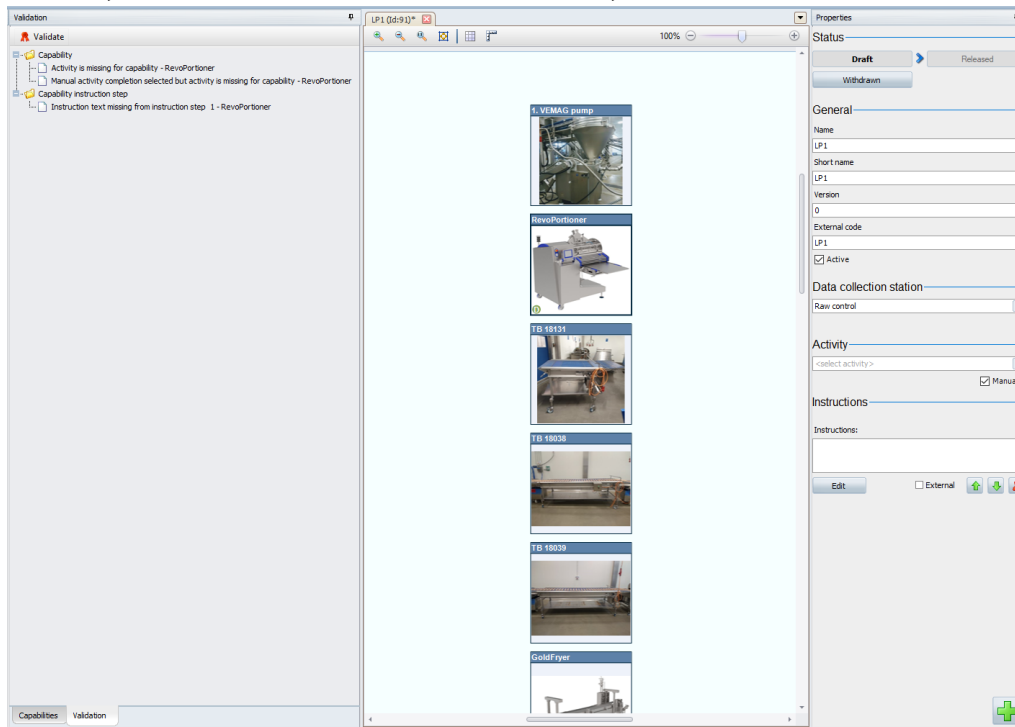 Validation
Validate
Capability
Activity is missing for capability - RevoPortioner
Manual activity completion selected but activity is missing for capability - RevoPortioner
Capability instruction step
Instruction text missing from instruction step 1 - RevoPortioner
Capabilities
Validation
LP1 (Id:91)*
100%
1. VEMAG pump
RevoPortioner
TB 18131
TB 18038
TB 18039
GoldFryer
Properties
Status
Draft
Released
Withdrawn
General
Name
LP1
Short name
LP1
Version
0
External code
LP1
Active
Data collection station
Raw control
Activity
<select activity>
Manua
Instructions
Instructions:
Edit
External